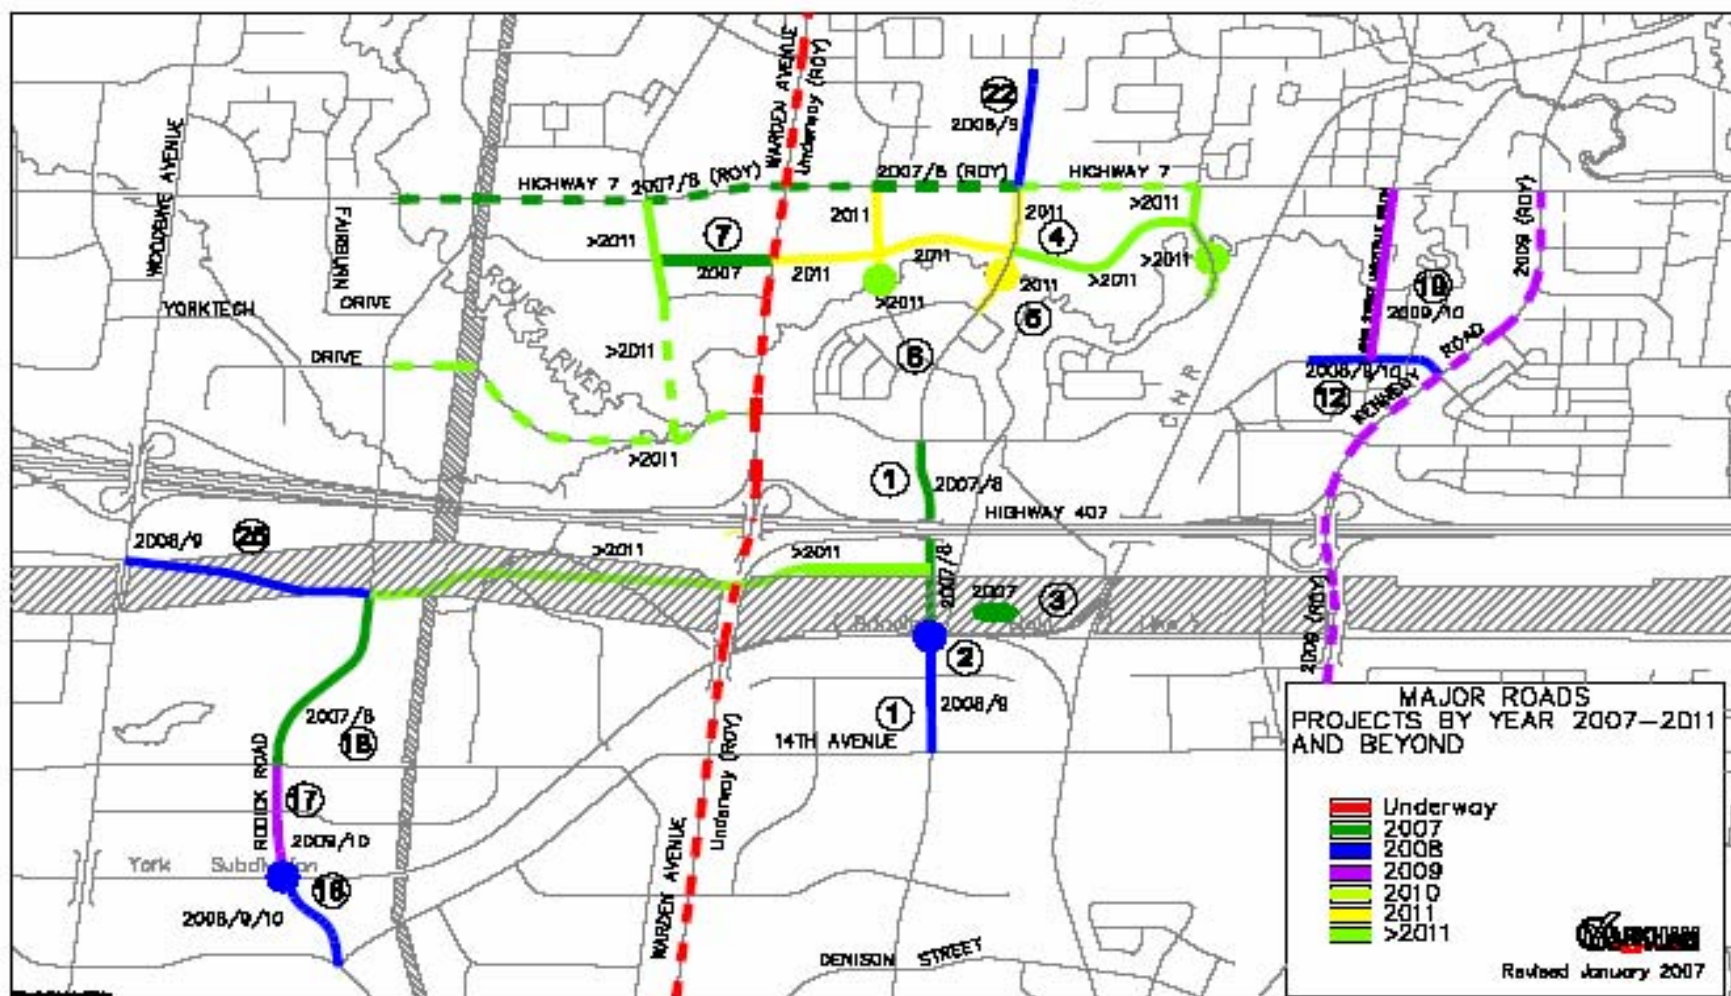 WOODBINE AVENUE
FAIRBURN
DRIVE
YORKTECH
DRIVE
ROUGE
RIVER
HIGHWAY 7
2007/8 (ROY)
WARDEN AVENUE
Underway (ROY)
22
2008/9
2007/8 (ROY)
HIGHWAY 7
2011
2011
>2011
>2011
7
2007
2011
2011
4
>2011
>2011
>2011
2011
5
6
>2011
>2011
CNR
2009 (ROY)
19
2009/10
ROAD
KENNEDY
2008/9/10
12
1
2007/8
HIGHWAY 407
2008/9
25
>2011
>2011
2007/8
2007
3
2009 (ROY)
2
1
2008/9
14TH AVENUE
2007/8
18
RODICK ROAD
17
2009/10
York Subdivision
16
2008/9/10
WARDEN AVENUE
Underway (ROY)
DENISON STREET
MAJOR ROADS
PROJECTS BY YEAR 2007-2011
AND BEYOND
Underway
2007
2008
2009
2010
2011
>2011
MARKHAM
Revised January 2007